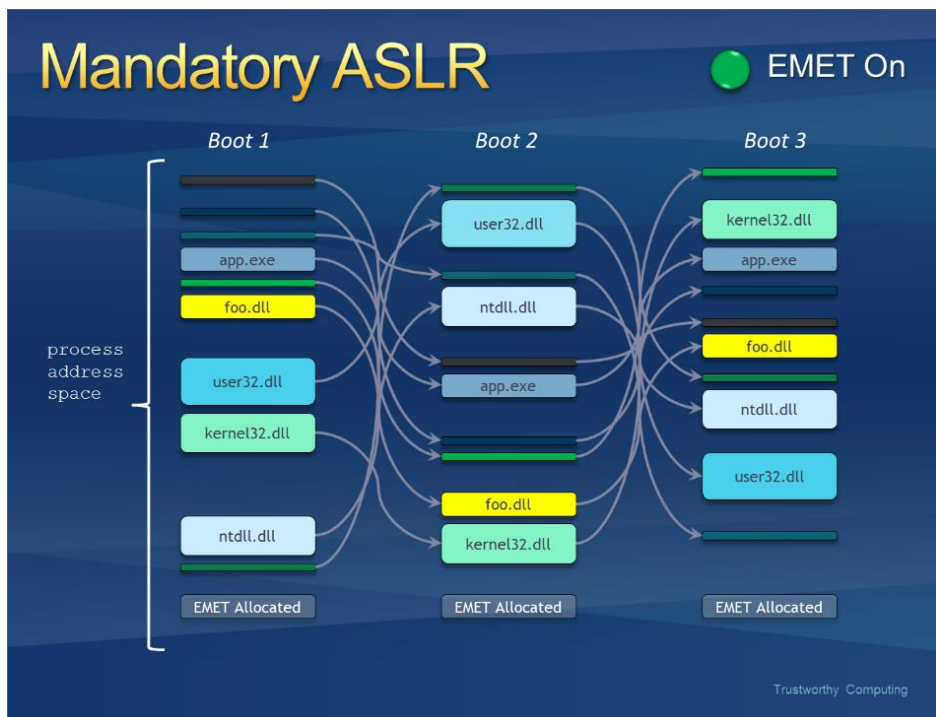 Mandatory ASLR
EMET On
Boot 1
Boot 2
Boot 3
process
address
space
app.exe
foo.dll
user32.dll
kernel32.dll
ntdll.dll
EMET Allocated
user32.dll
ntdll.dll
app.exe
foo.dll
kernel32.dll
EMET Allocated
kernel32.dll
app.exe
foo.dll
ntdll.dll
user32.dll
EMET Allocated
Trustworthy Computing